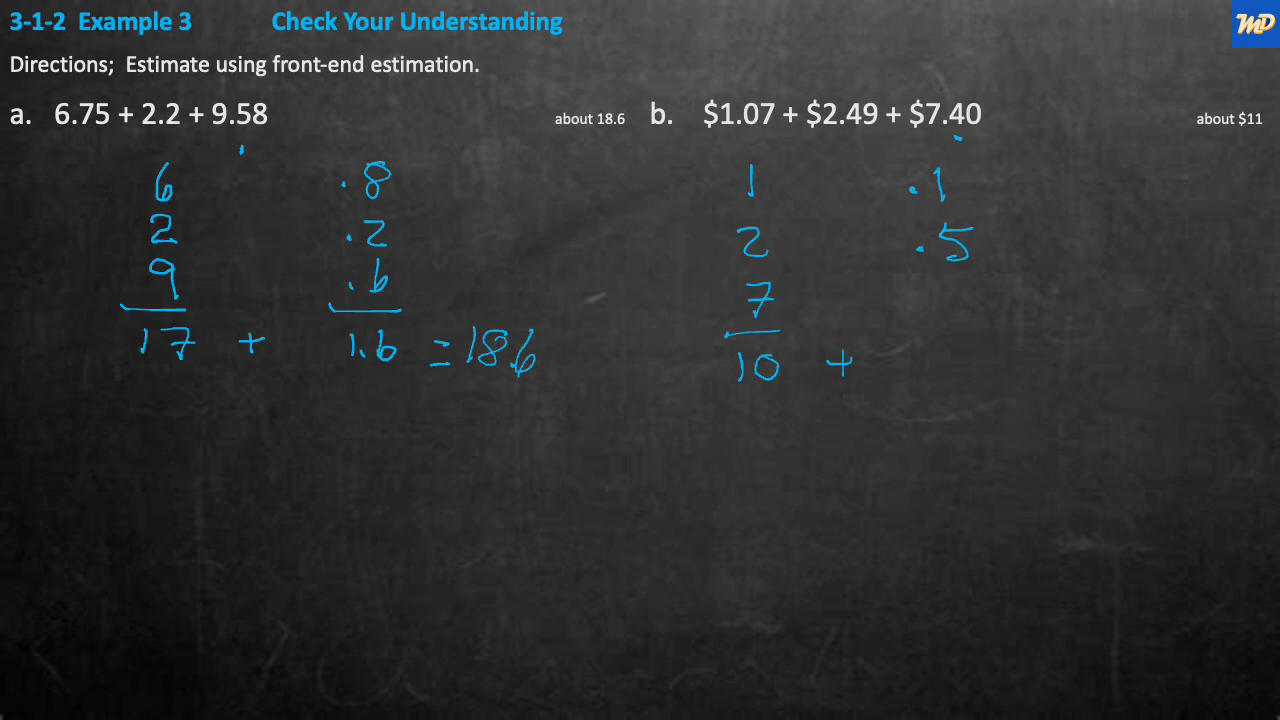 3-1-2 Example 3 Check Your Understanding
MD
Directions; Estimate using front-end estimation.
a. 6.75 + 2.2 + 9.58 about 18.6
6 .8
2 .2
9 .6
17 + 1.6 = 18.6
b. $1.07 + $2.49 + $7.40 about $11
1 .1
2 .5
7
10 +